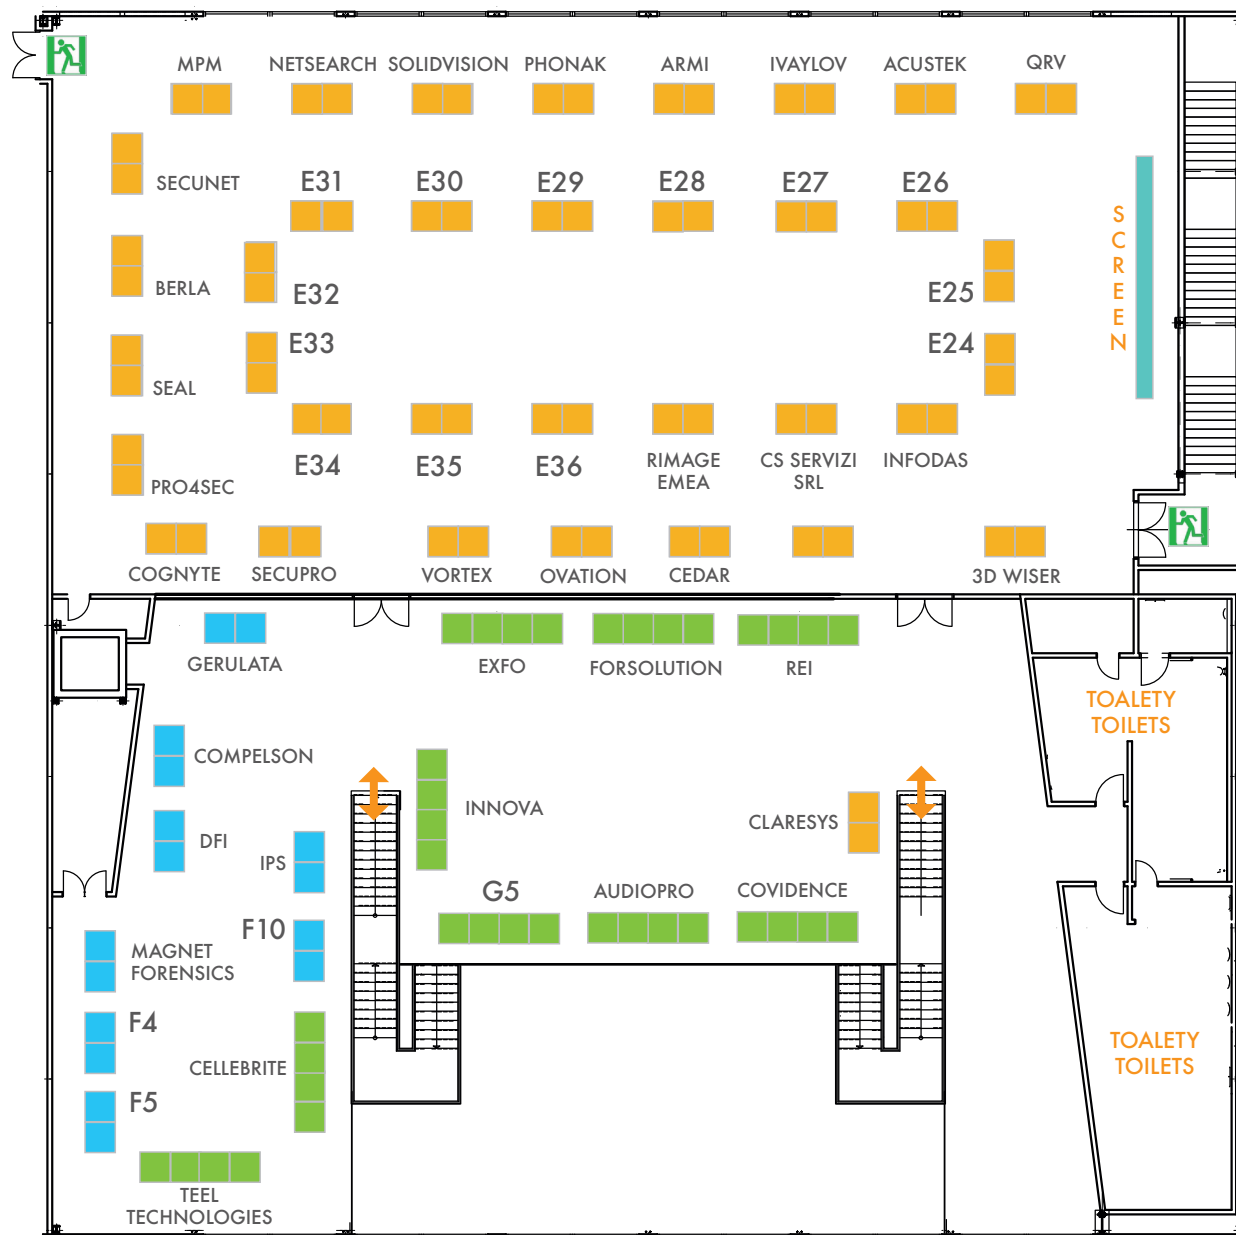 MPM
NETSEARCH
SOLIDVISION
PHONAK
ARMI
IVAYLOV
ACUSTEK
QRV
SECUNET
E31
E30
E29
E28
E27
E26
SCREEN
BERLA
E32
E25
E33
E24
SEAL
PRO4SEC
E34
E35
E36
RIMAGE
EMEA
CS SERVIZI
SRL
INFODAS
COGNYTE
SECUPRO
VORTEX
OVATION
CEDAR
3D WISER
GERULATA
EXFO
FORSOLUTION
REI
TOALETY
TOILETS
COMPELSON
INNOVA
CLARESYS
DFI
IPS
G5
AUDIOPRO
COVIDENCE
F10
MAGNET
FORENSICS
F4
CELLEBRITE
TOALETY
TOILETS
F5
TEEL
TECHNOLOGIES